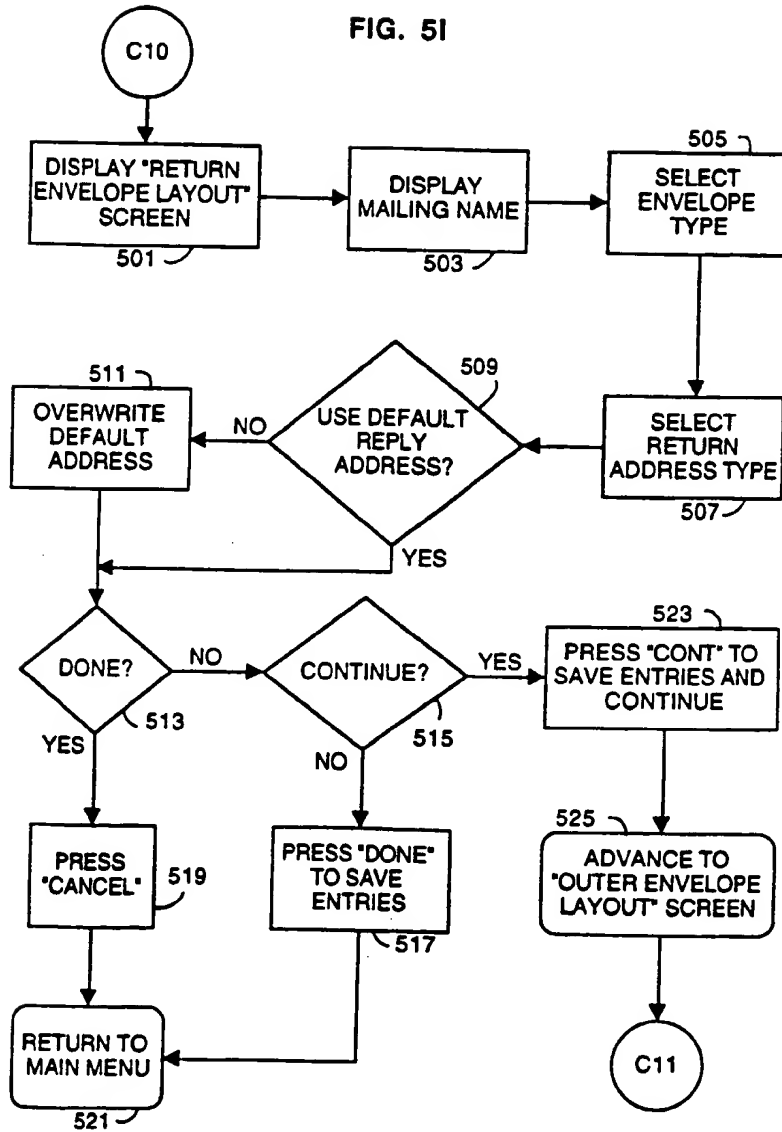 FIG. 5I
C10
DISPLAY "RETURN
ENVELOPE LAYOUT"
SCREEN
501
DISPLAY
MAILING NAME
503
505
SELECT
ENVELOPE
TYPE
511
OVERWRITE
DEFAULT
ADDRESS
NO
509
USE DEFAULT
REPLY
ADDRESS?
YES
SELECT
RETURN
ADDRESS TYPE
507
DONE?
NO
513
YES
CONTINUE?
YES
515
NO
523
PRESS "CONT" TO
SAVE ENTRIES AND
CONTINUE
PRESS
"CANCEL"
519
PRESS "DONE"
TO SAVE
ENTRIES
517
525
ADVANCE TO
"OUTER ENVELOPE
LAYOUT" SCREEN
RETURN TO
MAIN MENU
521
C11